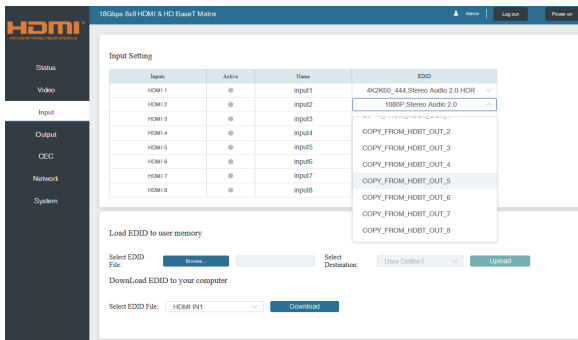 18Gbps 8x8 HDMI & HD BaseT Matrix
Admin
Log out
Power on
HDMI
HIGH-DEFINITION MULTIMEDIA INTERFACE
Status
Video
Input
Output
CEC
Network
System
Input Setting
Inputs Active Name EDID
HDMI 1 input1 4K2K60_444,Stereo Audio 2.0 HDR
HDMI 2 input2 1080P,Stereo Audio 2.0
HDMI 3 input3
HDMI 4 input4
HDMI 5 input5
HDMI 6 input6
HDMI 7 input7
HDMI 8 input8
COPY_FROM_HDBT_OUT_2
COPY_FROM_HDBT_OUT_3
COPY_FROM_HDBT_OUT_4
COPY_FROM_HDBT_OUT_5
COPY_FROM_HDBT_OUT_6
COPY_FROM_HDBT_OUT_7
COPY_FROM_HDBT_OUT_8
Load EDID to user memory
Select EDID File: Browse... Select Destination: User Define1 Upload
DownLoad EDID to your computer
Select EDID File: HDMI IN1 Download